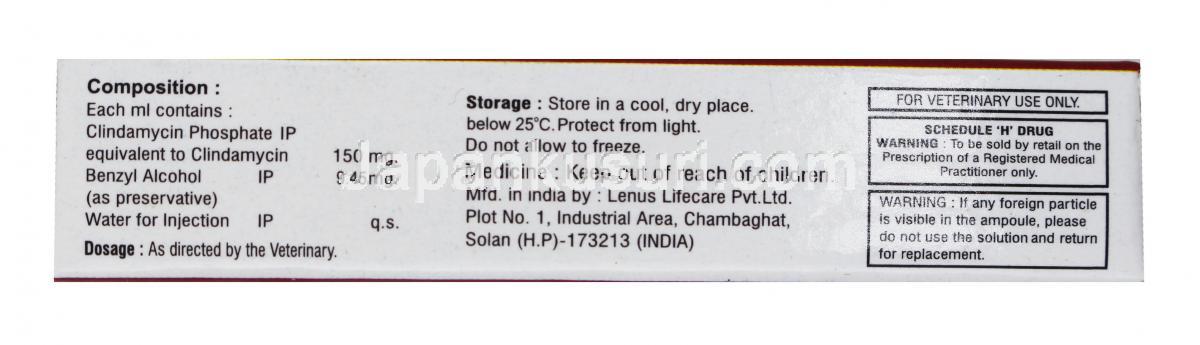 Composition :
Each ml contains :
Clindamycin Phosphate IP
equivalent to Clindamycin 150 mg.
Benzyl Alcohol IP 9.45mg.
(as preservative)
Water for Injection IP q.s.
Dosage : As directed by the Veterinary.
Storage : Store in a cool, dry place.
below 25°C.Protect from light.
Do not allow to freeze.
Medicine : Keep out of reach of children
Mfd. in india by : Lenus Lifecare Pvt.Ltd.
Plot No. 1, Industrial Area, Chambaghat,
Solan (H.P)-173213 (INDIA)
FOR VETERINARY USE ONLY.
SCHEDULE 'H' DRUG
WARNING : To be sold by retail on the
Prescription of a Registered Medical
Practitioner only.
WARNING : If any foreign particle
is visible in the ampoule, please
do not use the solution and return
for replacement.
Japankusuri.com